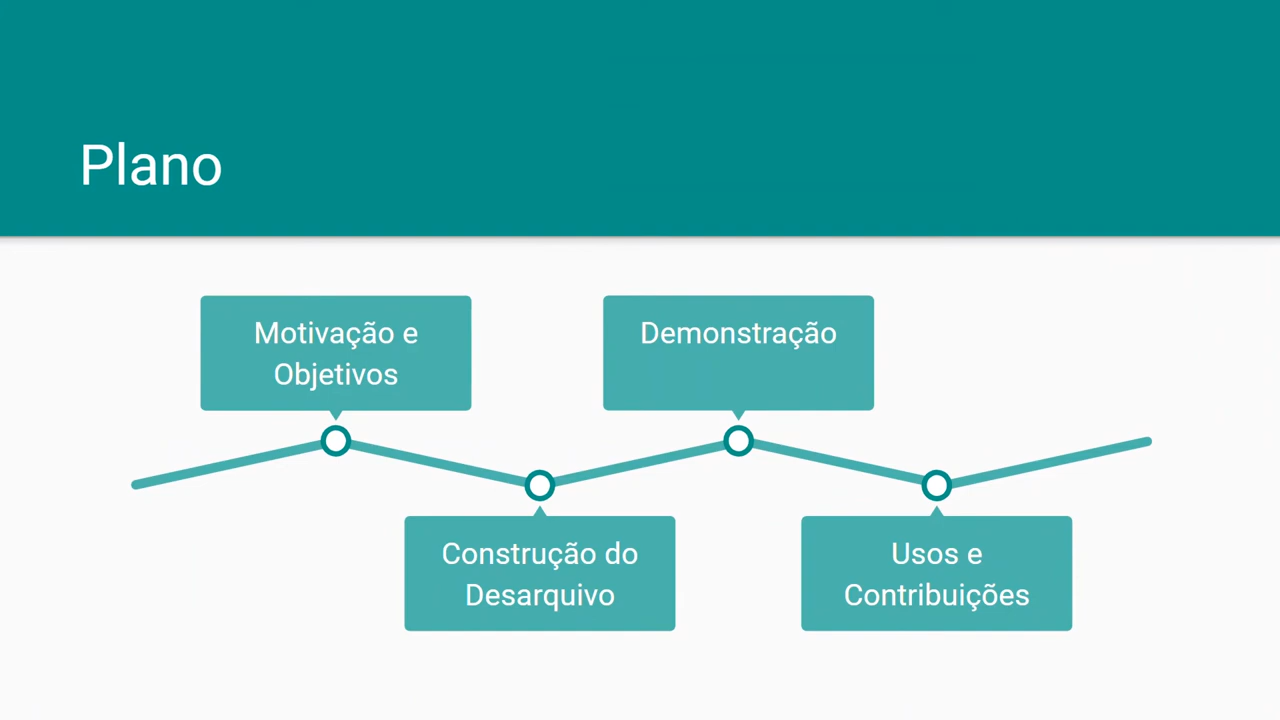 Plano
Motivação e
Objetivos
Construção do
Desarquivo
Demonstração
Usos e
Contribuições